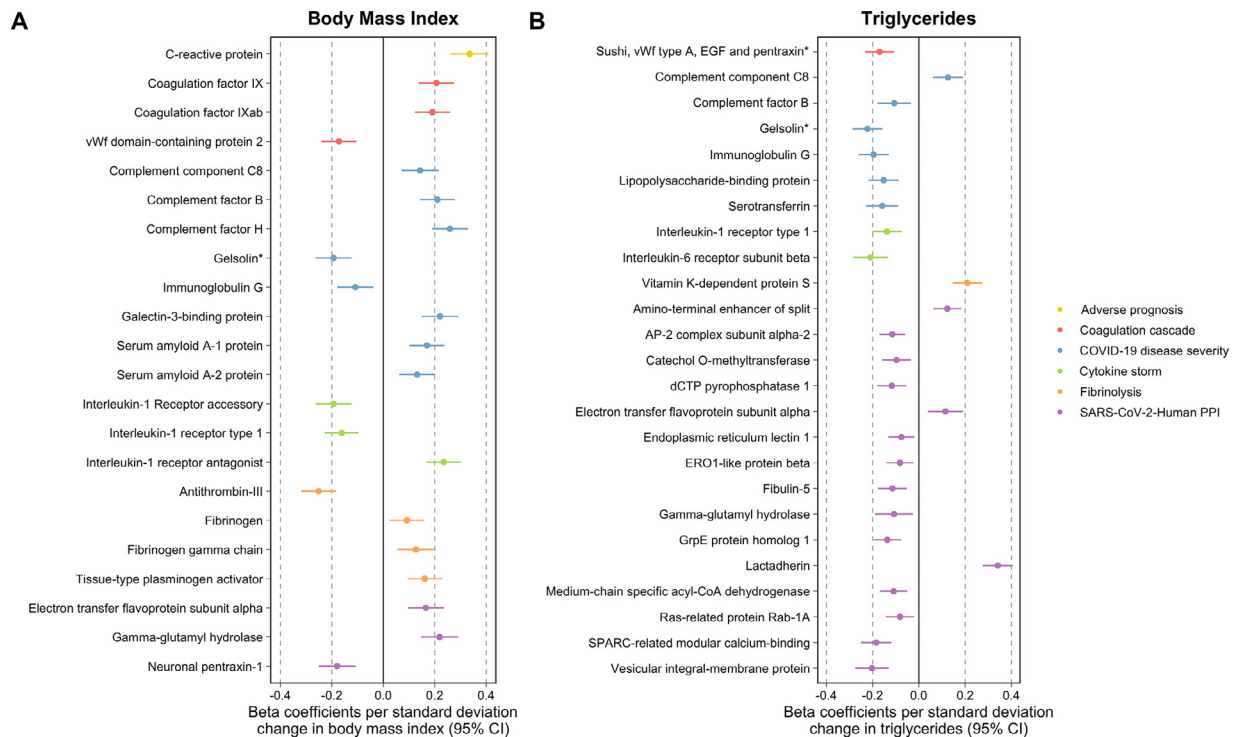 A
Body Mass Index
C-reactive protein
Coagulation factor IX
Coagulation factor IXab
vWf domain-containing protein 2
Complement component C8
Complement factor B
Complement factor H
Gelsolin*
Immunoglobulin G
Galectin-3-binding protein
Serum amyloid A-1 protein
Serum amyloid A-2 protein
Interleukin-1 Receptor accessory
Interleukin-1 receptor type 1
Interleukin-1 receptor antagonist
Antithrombin-III
Fibrinogen
Fibrinogen gamma chain
Tissue-type plasminogen activator
Electron transfer flavoprotein subunit alpha
Gamma-glutamyl hydrolase
Neuronal pentraxin-1
-0.4 -0.2 0.0 0.2 0.4
Beta coefficients per standard deviation
change in body mass index (95% CI)
B
Triglycerides
Sushi, vWf type A, EGF and pentraxin*
Complement component C8
Complement factor B
Gelsolin*
Immunoglobulin G
Lipopolysaccharide-binding protein
Serotransferrin
Interleukin-1 receptor type 1
Interleukin-6 receptor subunit beta
Vitamin K-dependent protein S
Amino-terminal enhancer of split
AP-2 complex subunit alpha-2
Catechol O-methyltransferase
dCTP pyrophosphatase 1
Electron transfer flavoprotein subunit alpha
Endoplasmic reticulum lectin 1
ERO1-like protein beta
Fibulin-5
Gamma-glutamyl hydrolase
GrpE protein homolog 1
Lactadherin
Medium-chain specific acyl-CoA dehydrogenase
Ras-related protein Rab-1A
SPARC-related modular calcium-binding
Vesicular integral-membrane protein
-0.4 -0.2 0.0 0.2 0.4
Beta coefficients per standard deviation
change in triglycerides (95% CI)
Adverse prognosis
Coagulation cascade
COVID-19 disease severity
Cytokine storm
Fibrinolysis
SARS-CoV-2-Human PPI